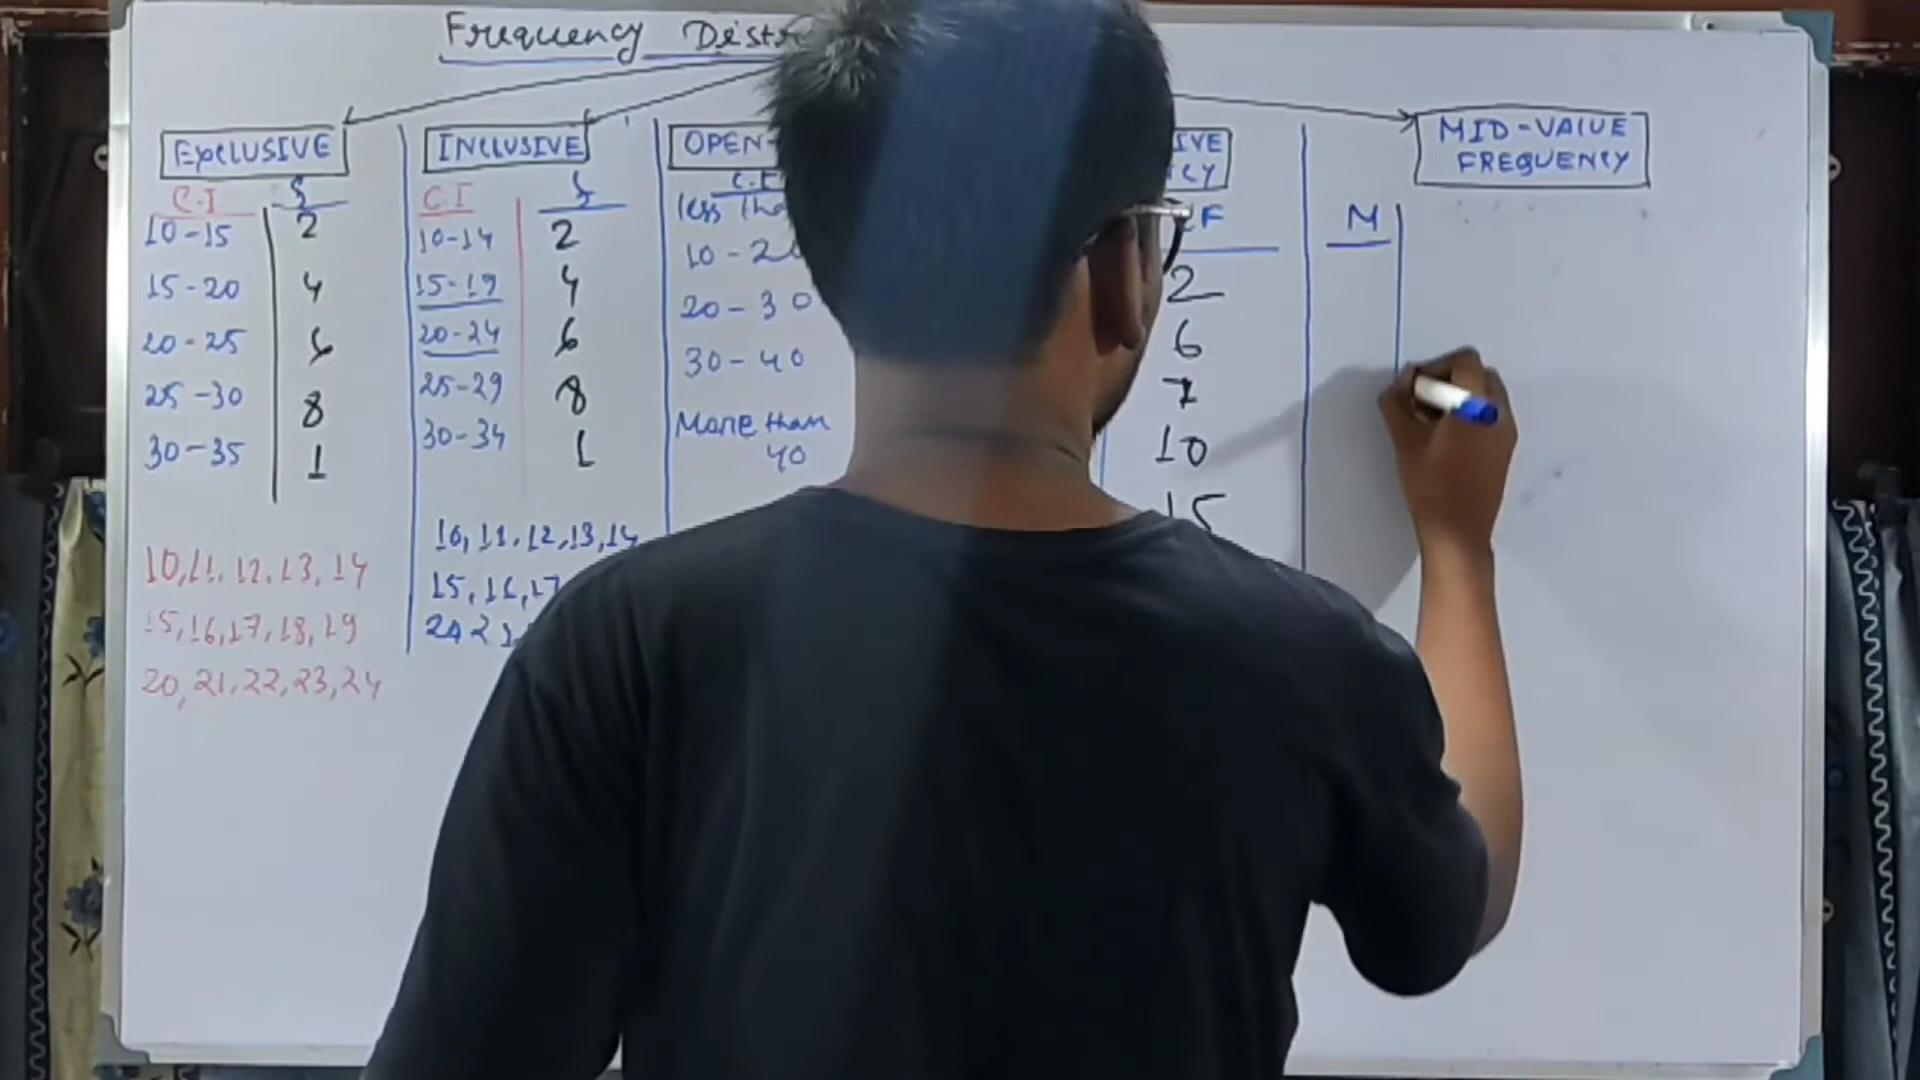 Frequency
EXCLUSIVE
C.I f
10-15 2
15-20 4
20-25 6
25-30 8
30-35 1
10, 11, 12, 13, 14
15, 16, 17, 18, 19
20, 21, 22, 23, 24
INCLUSIVE
C.I f
10-14 2
15-19 4
20-24 6
25-29 8
30-34 1
10, 11, 12, 13, 14
15, 16, 17
OPEN-
less
10-2
20-30
30-40
More than
40
IVE
CY
F
2
6
7
10
15
MID-VALUE
FREQUENCY
M